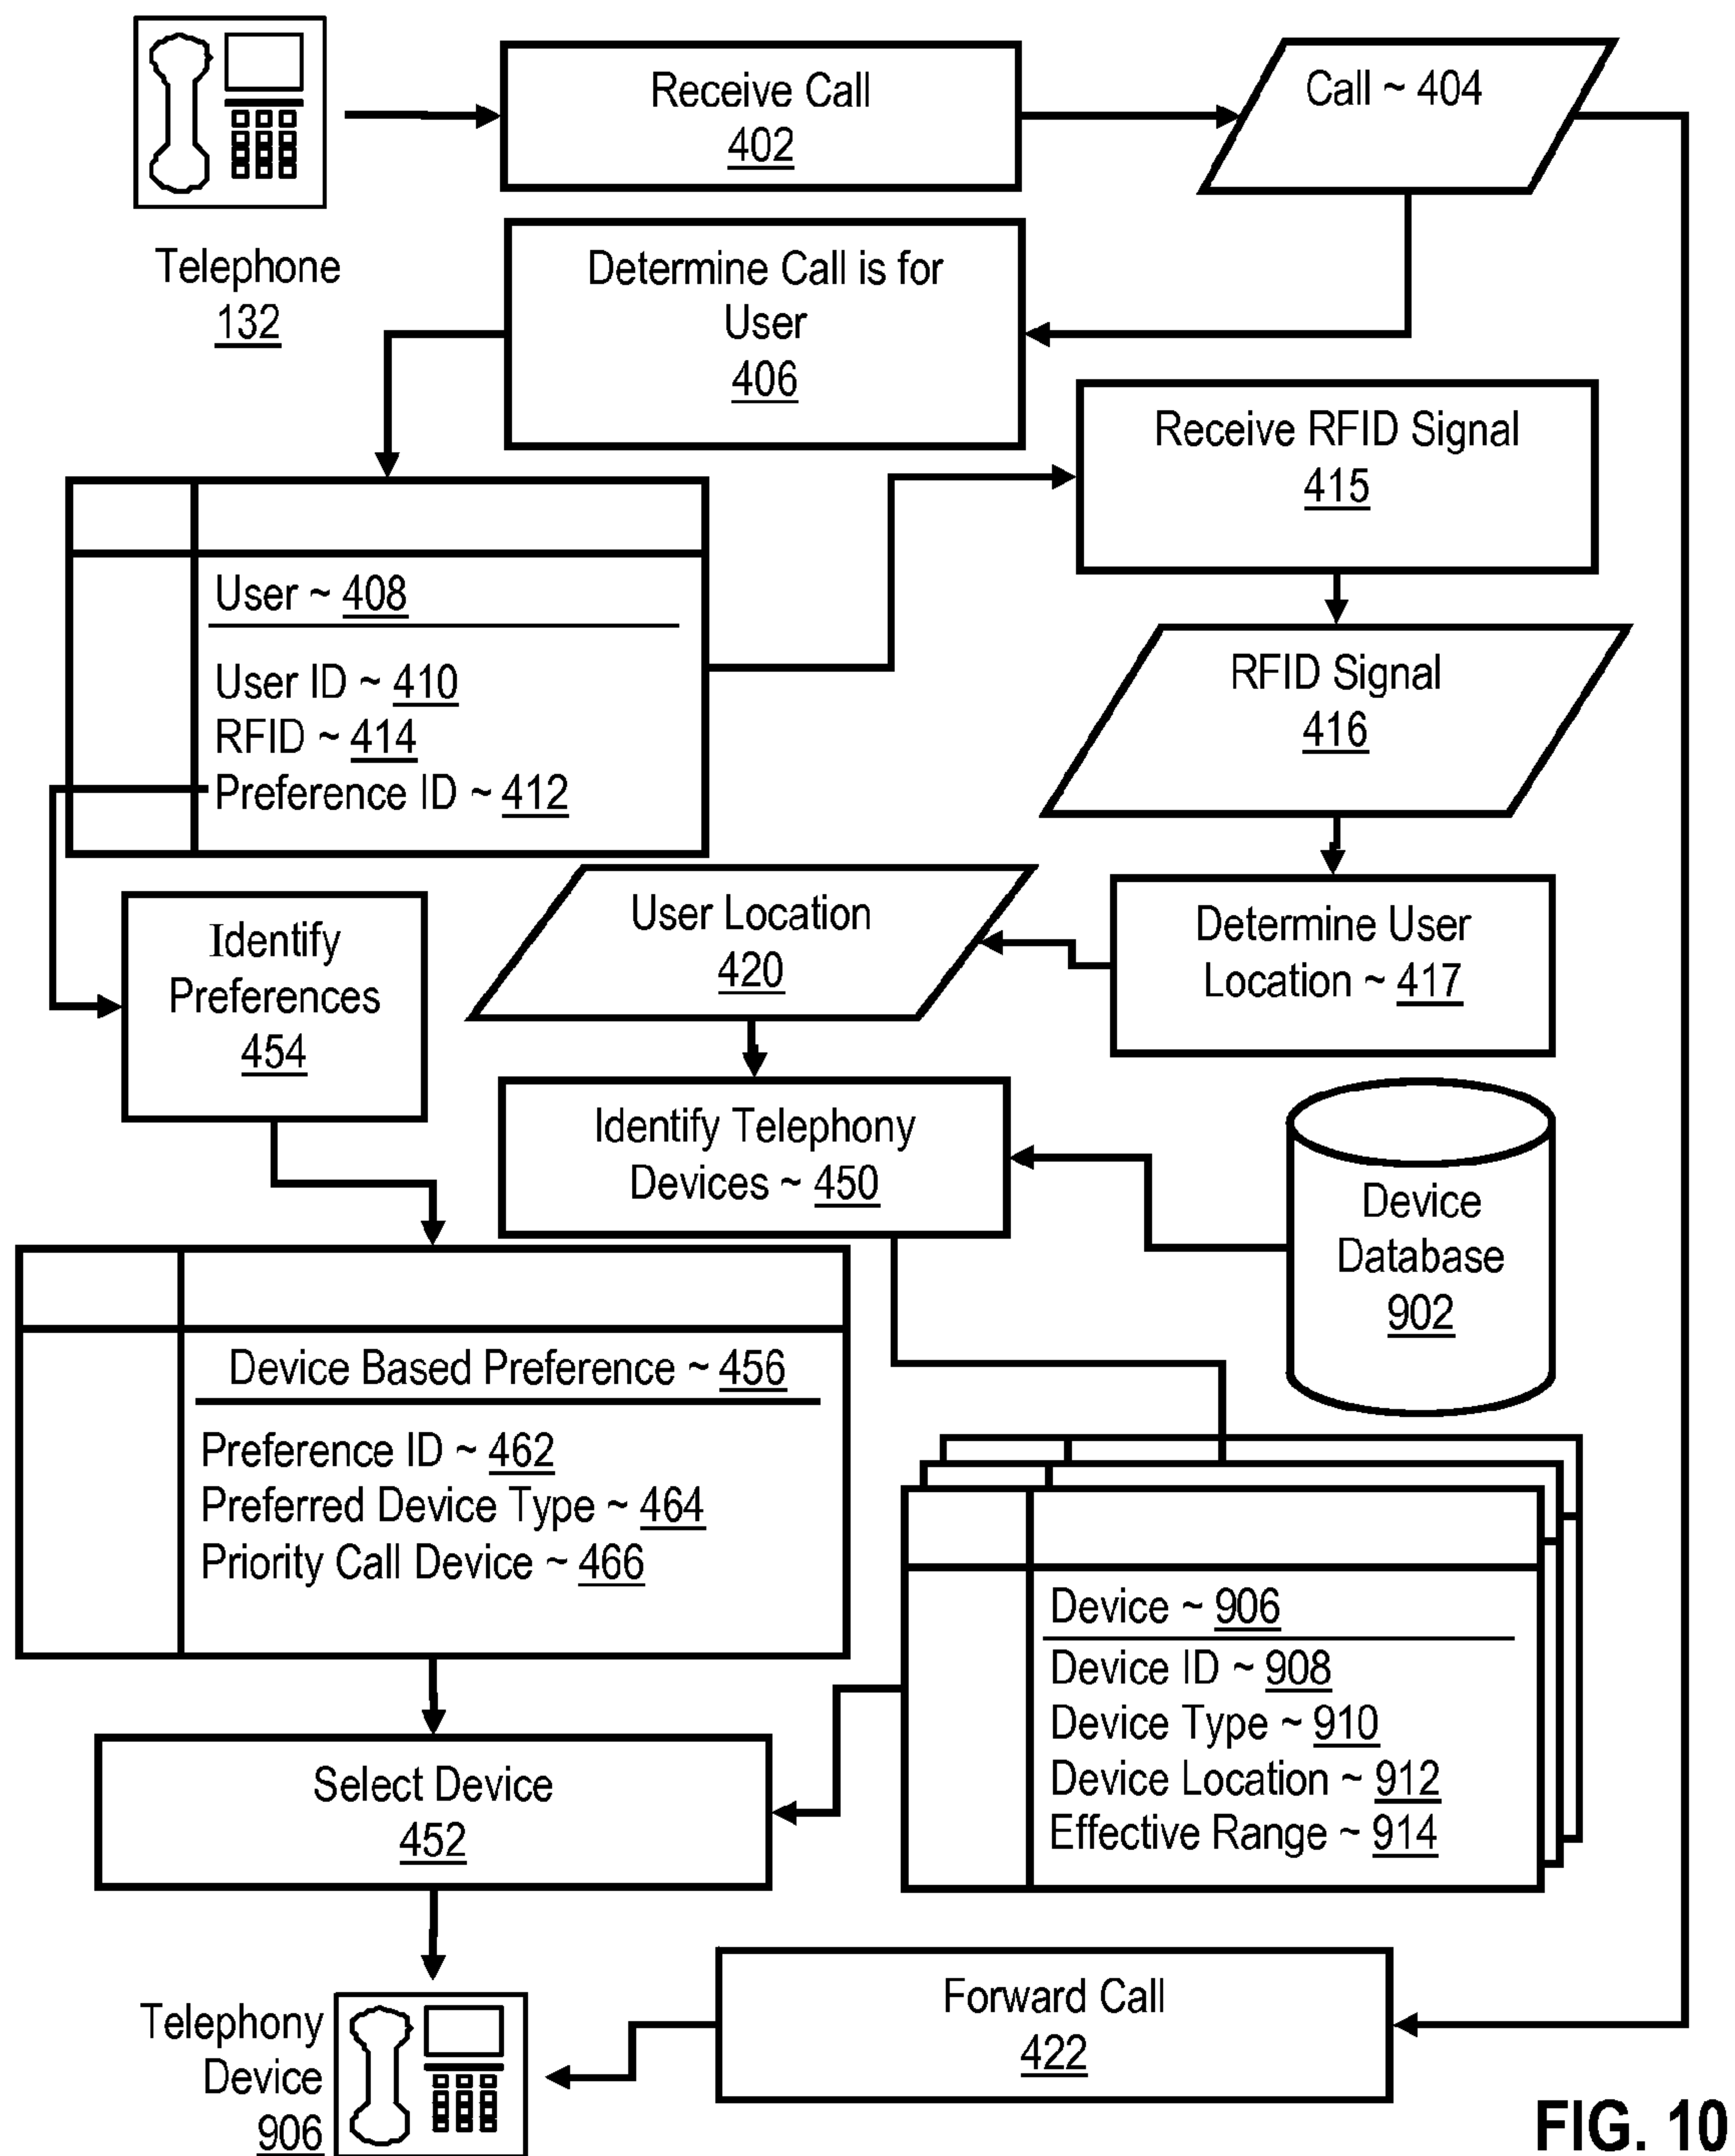 Receive Call
402
Call ~ 404
Telephone
132
Determine Call is for
User
406
Receive RFID Signal
415
User ~ 408
User ID ~ 410
RFID ~ 414
Preference ID ~ 412
RFID Signal
416
User Location
420
Determine User
Location ~ 417
Identify
Preferences
454
Identify Telephony
Devices ~ 450
Device
Database
902
Device Based Preference ~ 456
Preference ID ~ 462
Preferred Device Type ~ 464
Priority Call Device ~ 466
Device ~ 906
Device ID ~ 908
Device Type ~ 910
Device Location ~ 912
Effective Range ~ 914
Select Device
452
Forward Call
422
Telephony
Device
906
FIG. 10